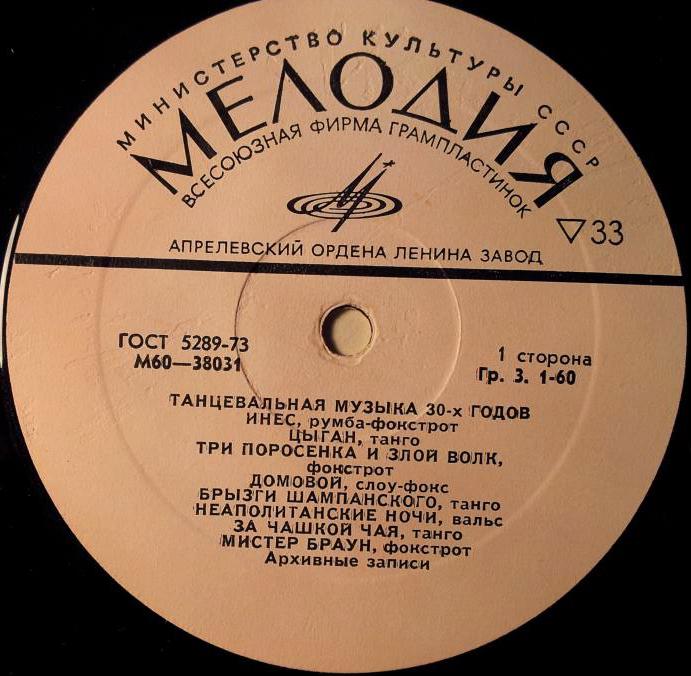 МИНИСТЕРСТВО КУЛЬТУРЫ СССР
МЕЛОДИЯ
ВСЕСОЮЗНАЯ ФИРМА ГРАМПЛАСТИНОК
33
АПРЕЛЕВСКИЙ ОРДЕНА ЛЕНИНА ЗАВОД
ГОСТ 5289-73
М60—38031
1 сторона
Гр. 3. 1-60
ТАНЦЕВАЛЬНАЯ МУЗЫКА 30-х ГОДОВ
ИНЕС, румба-фокстрот
ЦЫГАН, танго
ТРИ ПОРОСЕНКА И ЗЛОЙ ВОЛК,
фокстрот
ДОМОВОЙ, слоу-фокс
БРЫЗГИ ШАМПАНСКОГО, танго
НЕАПОЛИТАНСКИЕ НОЧИ, вальс
ЗА ЧАШКОЙ ЧАЯ, танго
МИСТЕР БРАУН, фокстрот
Архивные записи